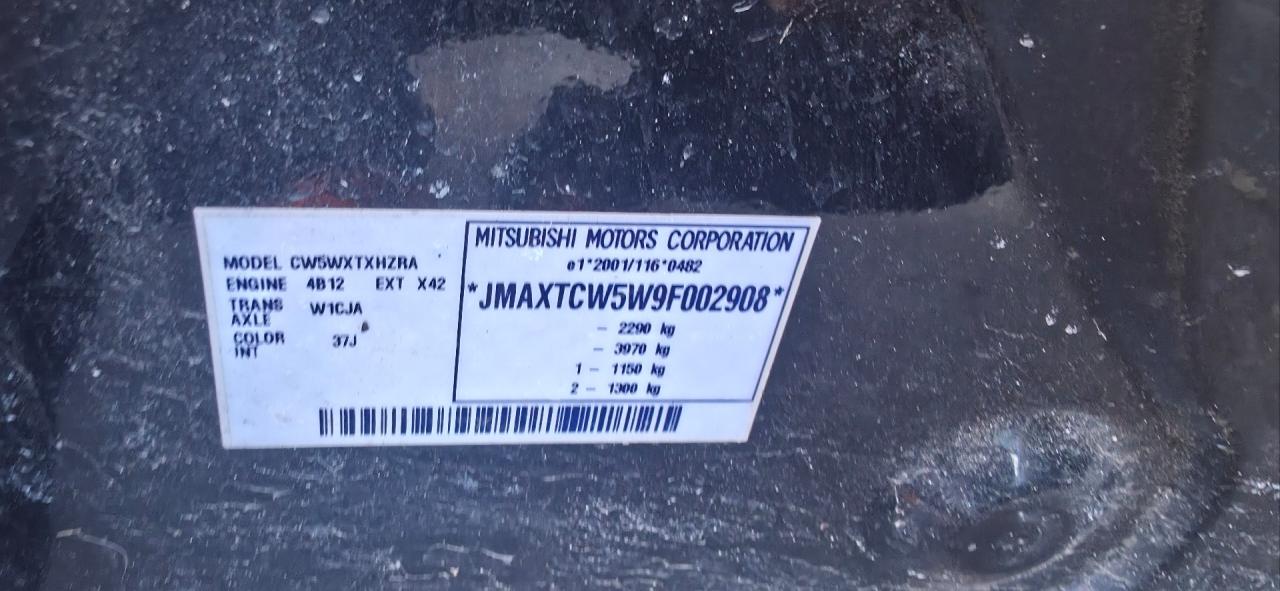 MODEL CW5WXTXHZRA
ENGINE 4B12 EXT X42
TRANS AXLE W1CJA
COLOR INT 37J
MITSUBISHI MOTORS CORPORATION
e1*2001/116*0482
*JMAXTCW5W9F002908*
– 2290 kg
– 3970 kg
1 – 1150 kg
2 – 1300 kg